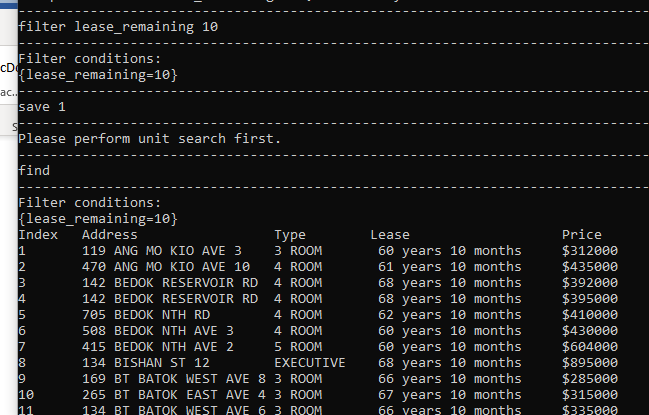 filter lease_remaining 10
Filter conditions:
{lease_remaining=10}
save 1
Please perform unit search first.
find
Filter conditions:
{lease_remaining=10}
Index Address Type Lease Price
1 119 ANG MO KIO AVE 3 3 ROOM 60 years 10 months $312000
2 470 ANG MO KIO AVE 10 4 ROOM 61 years 10 months $435000
3 142 BEDOK RESERVOIR RD 4 ROOM 68 years 10 months $392000
4 142 BEDOK RESERVOIR RD 4 ROOM 68 years 10 months $395000
5 705 BEDOK NTH RD 4 ROOM 62 years 10 months $410000
6 508 BEDOK NTH AVE 3 4 ROOM 60 years 10 months $430000
7 415 BEDOK NTH AVE 2 5 ROOM 60 years 10 months $604000
8 134 BISHAN ST 12 EXECUTIVE 68 years 10 months $895000
9 169 BT BATOK WEST AVE 8 3 ROOM 66 years 10 months $285000
10 265 BT BATOK EAST AVE 4 3 ROOM 67 years 10 months $315000
11 134 BT BATOK WEST AVE 6 3 ROOM 66 years 10 months $335000